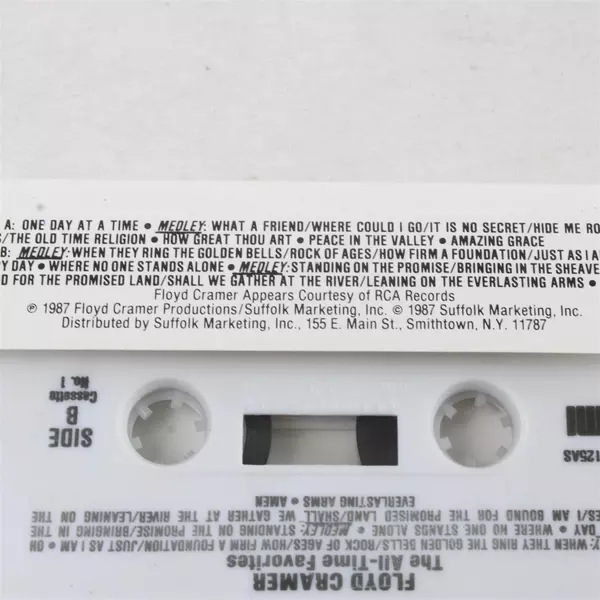 A: ONE DAY AT A TIME • MEDLEY: WHAT A FRIEND/WHERE COULD I GO/IT IS NO SECRET/HIDE ME RO
S/THE OLD TIME RELIGION • HOW GREAT THOU ART • PEACE IN THE VALLEY • AMAZING GRACE
B: MEDLEY: WHEN THEY RING THE GOLDEN BELLS/ROCK OF AGES/HOW FIRM A FOUNDATION/JUST AS I A
PY DAY • WHERE NO ONE STANDS ALONE • MEDLEY: STANDING ON THE PROMISE/BRINGING IN THE SHEAVE
D FOR THE PROMISED LAND/SHALL WE GATHER AT THE RIVER/LEANING ON THE EVERLASTING ARMS •
Floyd Cramer Appears Courtesy of RCA Records
℗ 1987 Floyd Cramer Productions/Suffolk Marketing, Inc. © 1987 Suffolk Marketing, Inc.
Distributed by Suffolk Marketing, Inc., 155 E. Main St., Smithtown, N.Y. 11787
FLOYD CRAMER
The All-Time Favorites
Y: WHEN THEY RING THE GOLDEN BELLS/ROCK OF AGES/HOW FIRM A FOUNDATION/JUST AS I AM • ON
DAY • WHERE NO ONE STANDS ALONE • MEDLEY: STANDING ON THE PROMISE/BRINGING IN THE
ES/I AM BOUND FOR THE PROMISED LAND/SHALL WE GATHER AT THE RIVER/LEANING ON THE
EVERLASTING ARMS • AMEN
125AS
SIDE
B
Cassette
No. 1